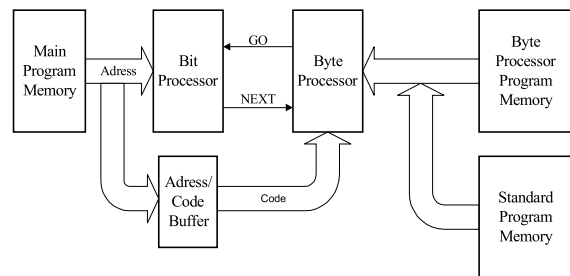 Main
Program
Memory
Adress
Bit
Processor
GO
NEXT
Byte
Processor
Byte
Processor
Program
Memory
Adress/
Code
Buffer
Code
Standard
Program
Memory